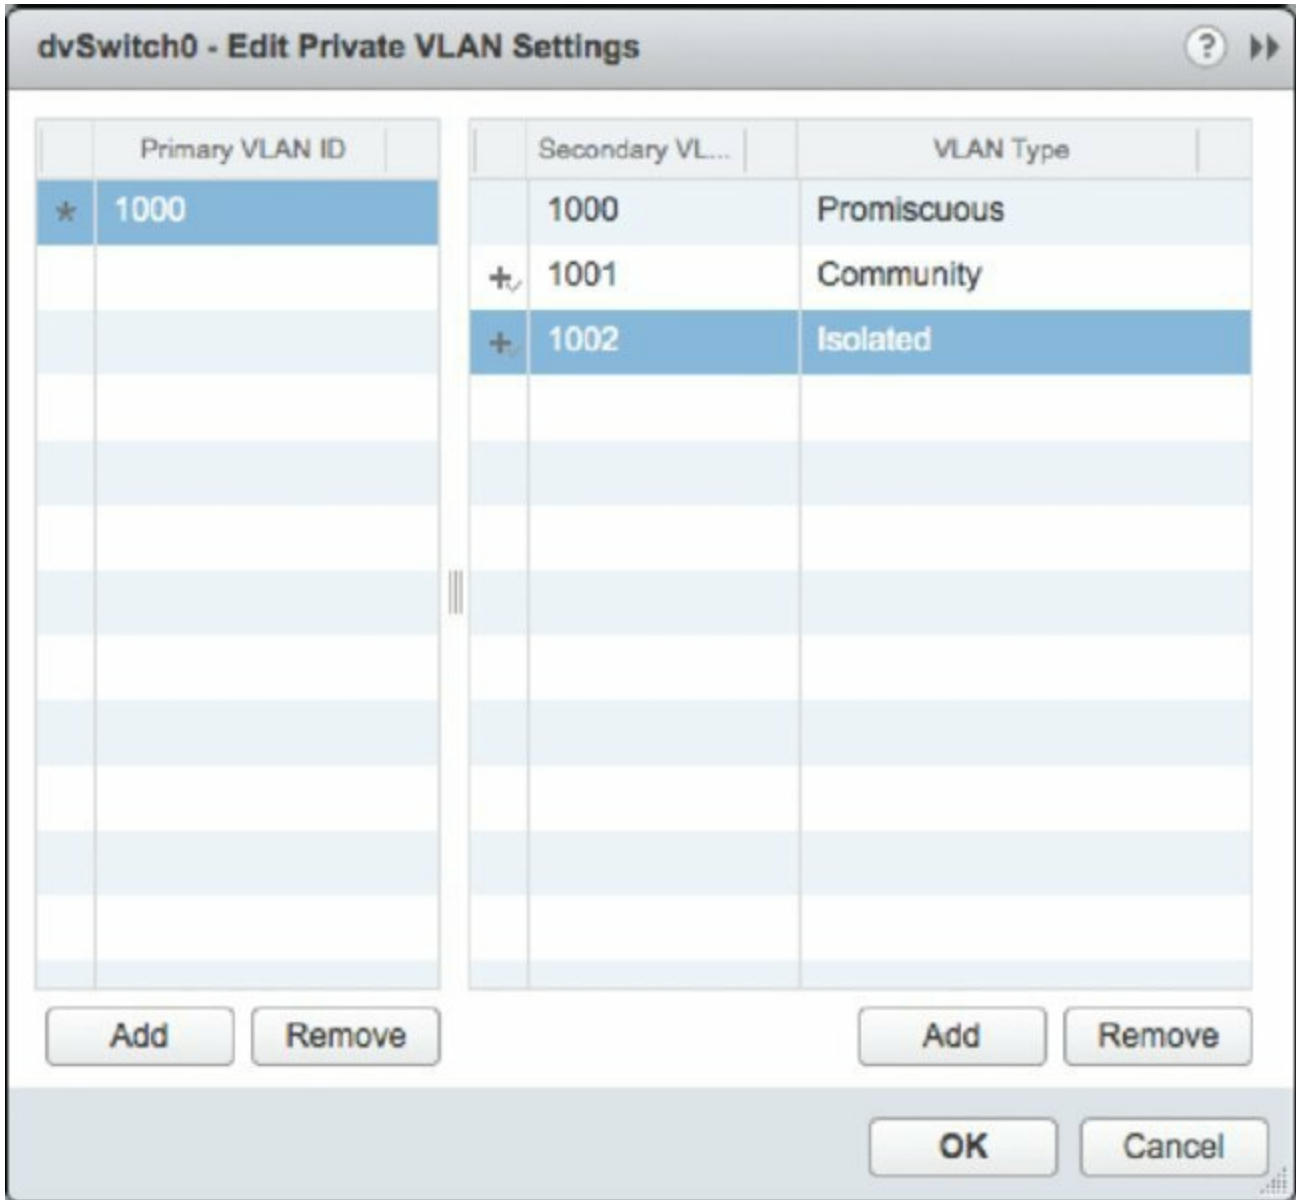 dvSwitch0 - Edit Private VLAN Settings ?
Primary VLAN ID
* 1000
Add Remove
Secondary VL... VLAN Type
1000 Promiscuous
1001 Community
1002 Isolated
Add Remove
OK Cancel